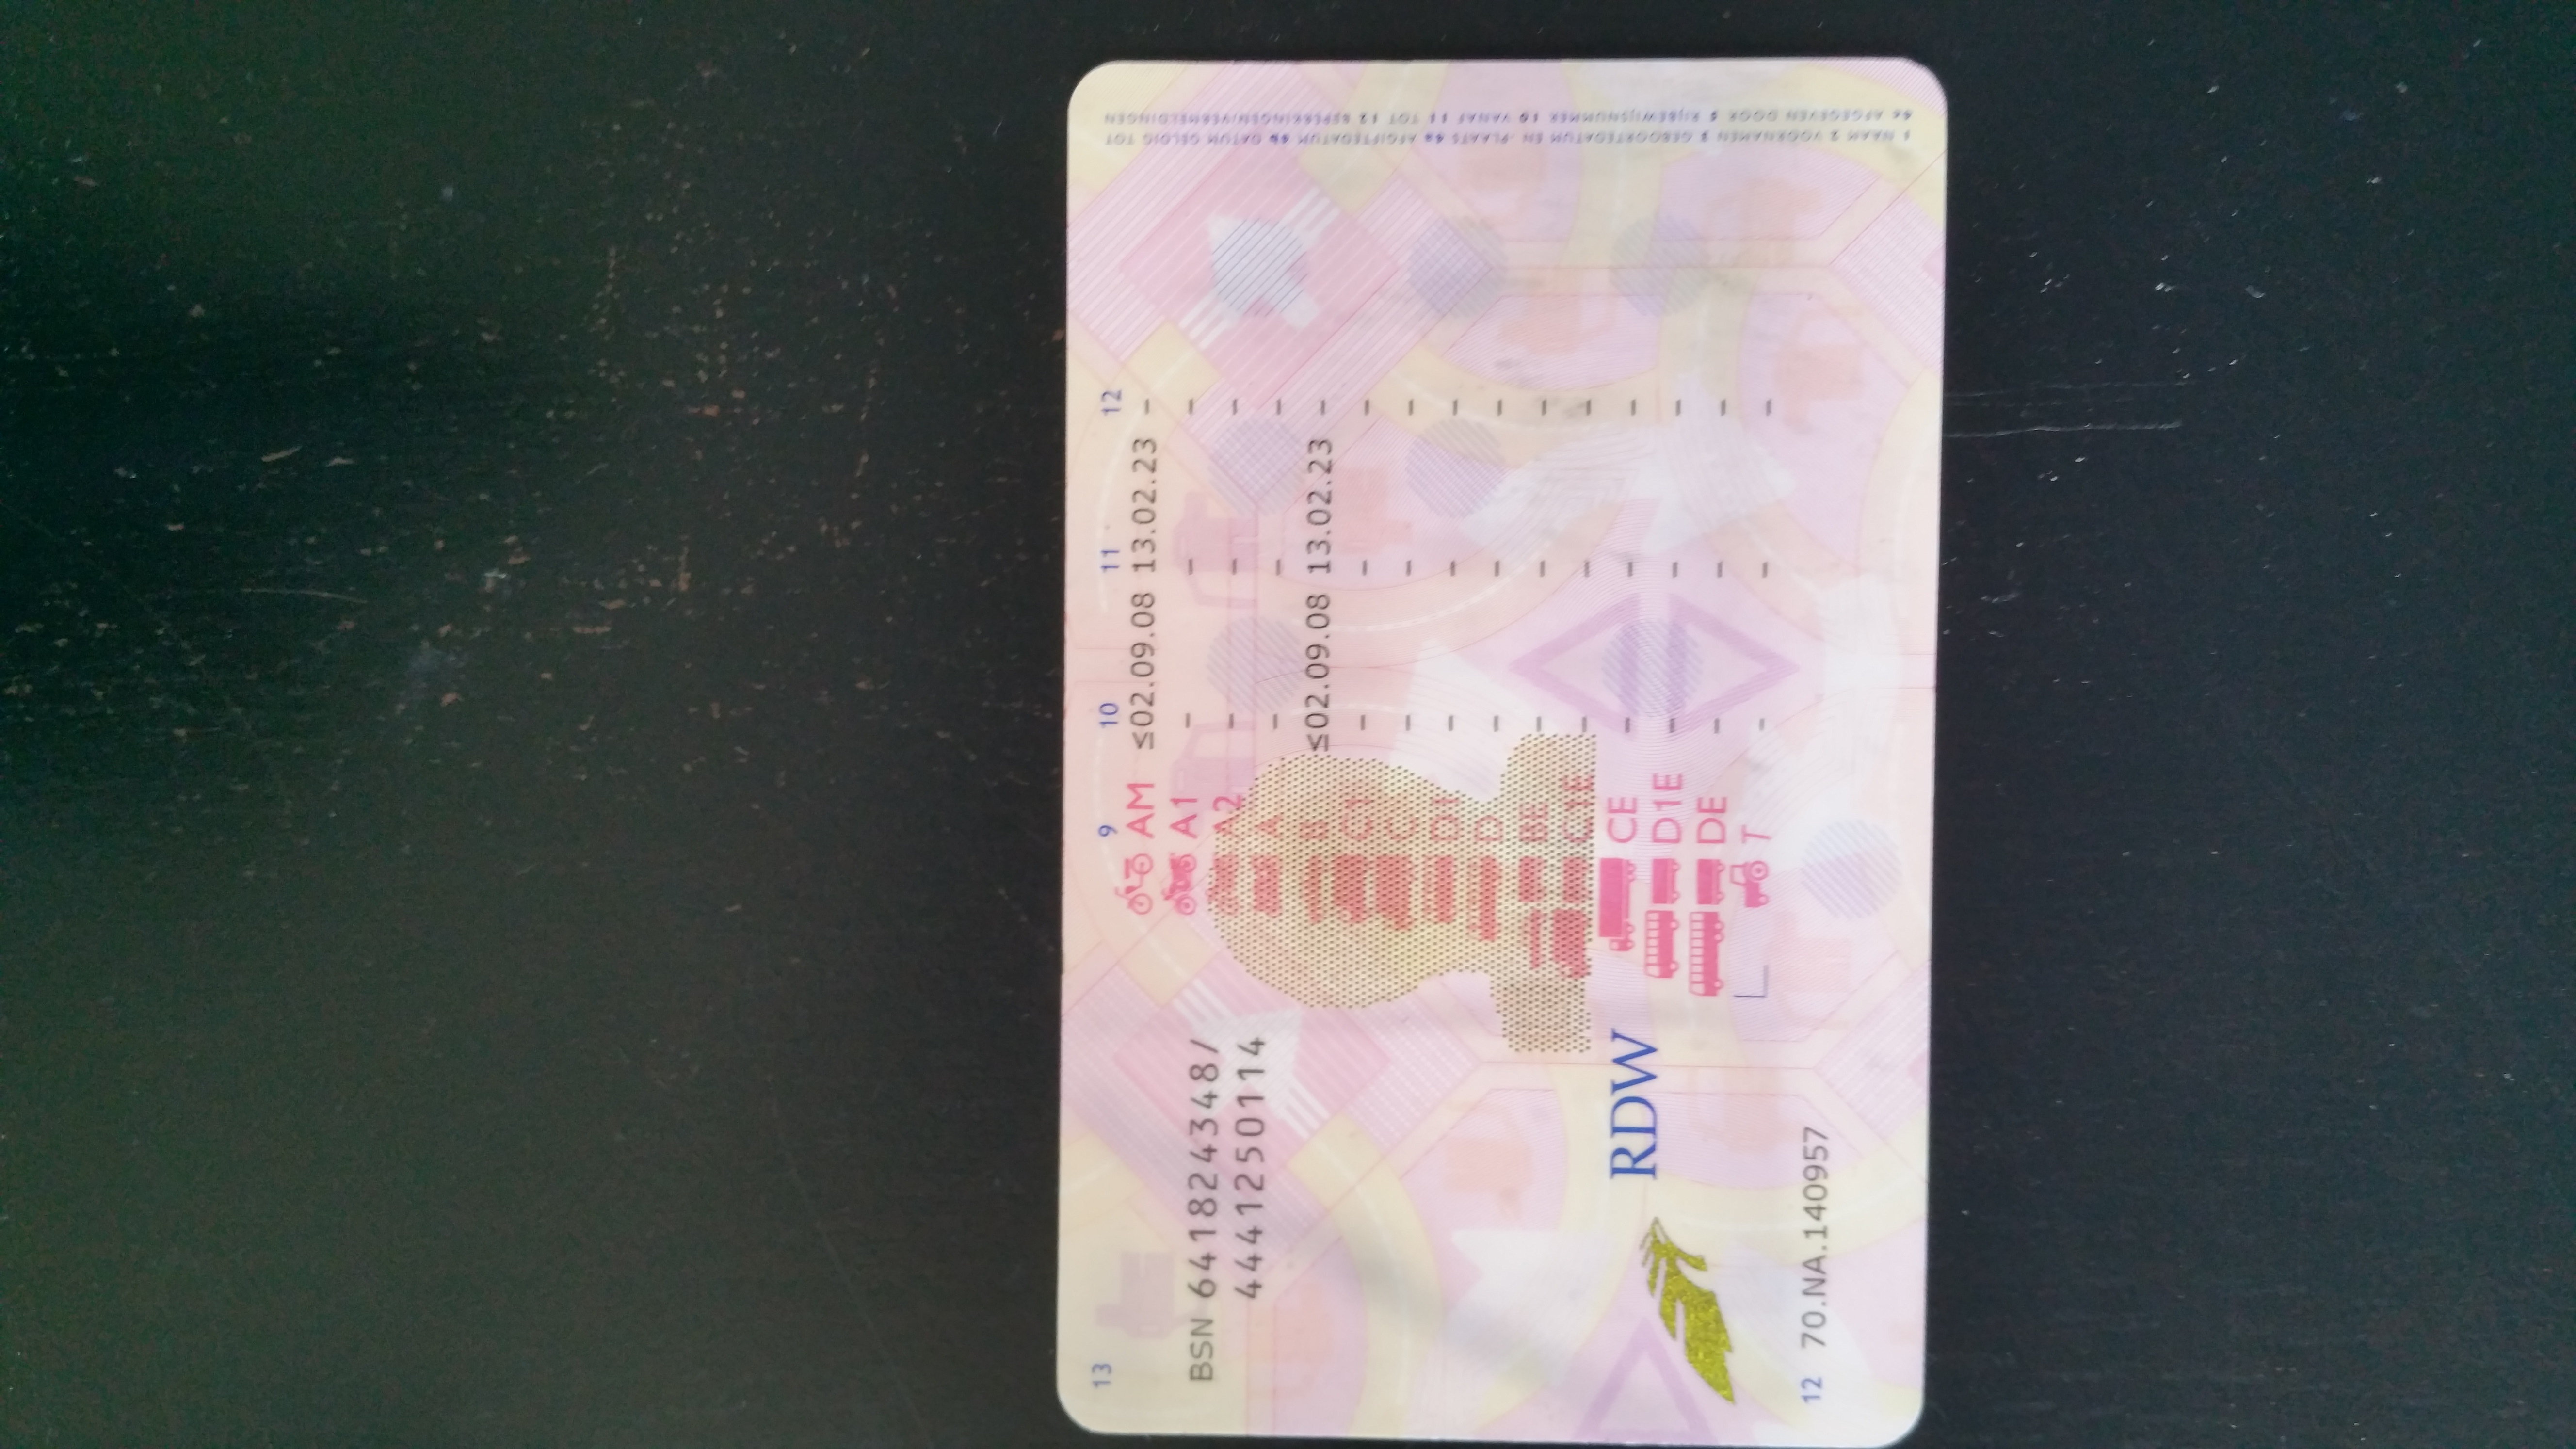 13
BSN 6418824348/
44412501 14
9 10 11 12
AM ≤02.09.08 13.02.23 -
A1 - - -
A2 - - -
A - - -
B ≤02.09.08 13.02.23 -
C1 - - -
C - - -
D1 - - -
D - - -
BE - - -
C1E - - -
CE - - -
D1E - - -
DE - - -
T - - -
RDW
12 70.NA.140957
1 NAAM 2 VOORNAMEN 3 GEBOORTEDATUM EN -PLAATS 4a AFGIFTEDATUM 4b DATUM GELDIG TOT
4c AFGEGEVEN DOOR 5 RIJBEWIJSNUMMER 10 VANAF 11 TOT 12 BEPERKINGEN/VERMELDINGEN